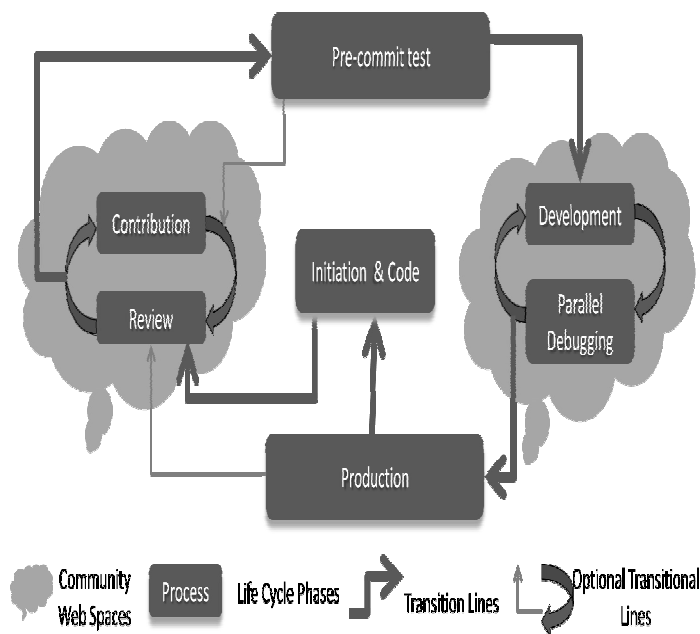 Pre-commit test
Contribution
Review
Initiation & Code
Development
Parallel
Debugging
Production
Community
Web Spaces
Process
Life Cycle Phases
Transition Lines
Optional Transitional
Lines